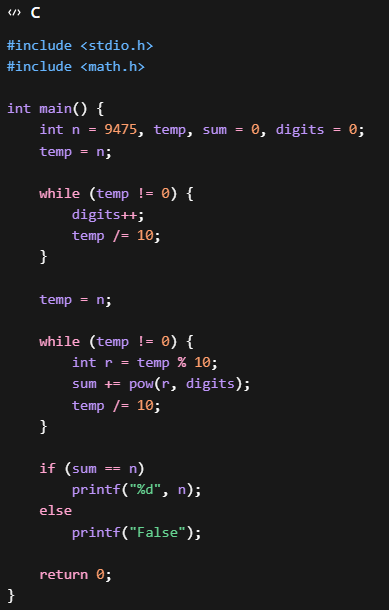 </> C
#include <stdio.h>
#include <math.h>
int main() {
    int n = 9475, temp, sum = 0, digits = 0;
    temp = n;
    while (temp != 0) {
        digits++;
        temp /= 10;
    }
    temp = n;
    while (temp != 0) {
        int r = temp % 10;
        sum += pow(r, digits);
        temp /= 10;
    }
    if (sum == n)
        printf("%d", n);
    else
        printf("False");
    return 0;
}